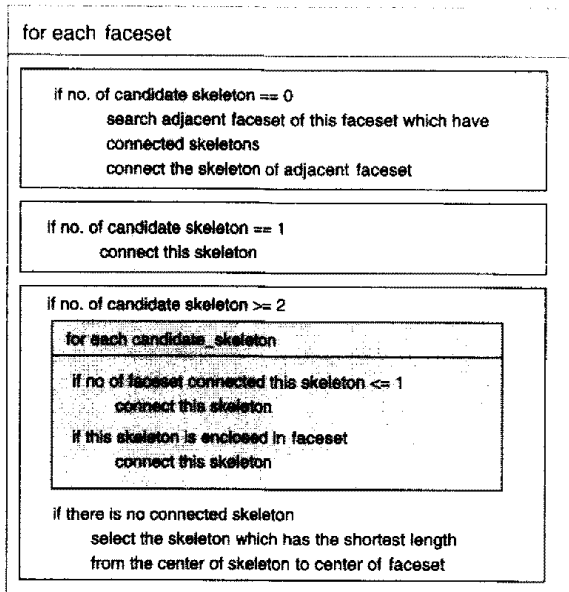 for each faceset
if no. of candidate skeleton == 0
search adjacent faceset of this faceset which have
connected skeletons
connect the skeleton of adjacent faceset
if no. of candidate skeleton == 1
connect this skeleton
if no. of candidate skeleton >= 2
for each candidate_skeleton
if no of faceset connected this skeleton <= 1
connect this skeleton
if this skeleton is enclosed in faceset
connect this skeleton
if there is no connected skeleton
select the skeleton which has the shortest length
from the center of skeleton to center of faceset